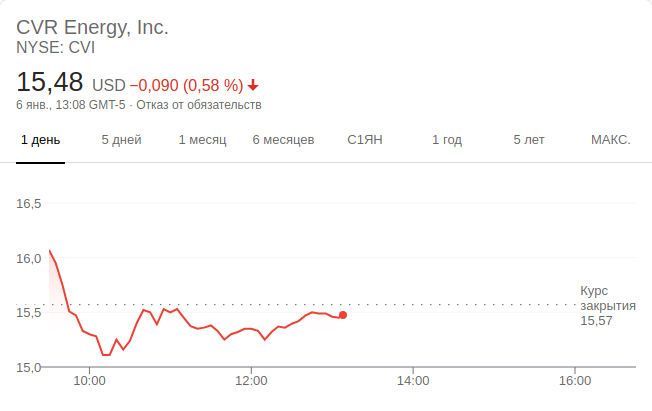 CVR Energy, Inc.
NYSE: CVI
15,48 USD −0,090 (0,58 %)
6 янв., 13:08 GMT-5 · Отказ от обязательств
1 день 5 дней 1 месяц 6 месяцев С1ЯН 1 год 5 лет МАКС.
16,5
16,0
Курс
закрытия
15,57
15,5
15,0
10:00 12:00 14:00 16:00